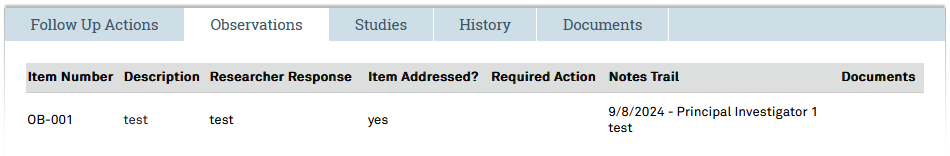 Follow Up Actions Observations Studies History Documents
Item Number Description Researcher Response Item Addressed? Required Action Notes Trail Documents
OB-001 test test yes 9/8/2024 - Principal Investigator 1
test